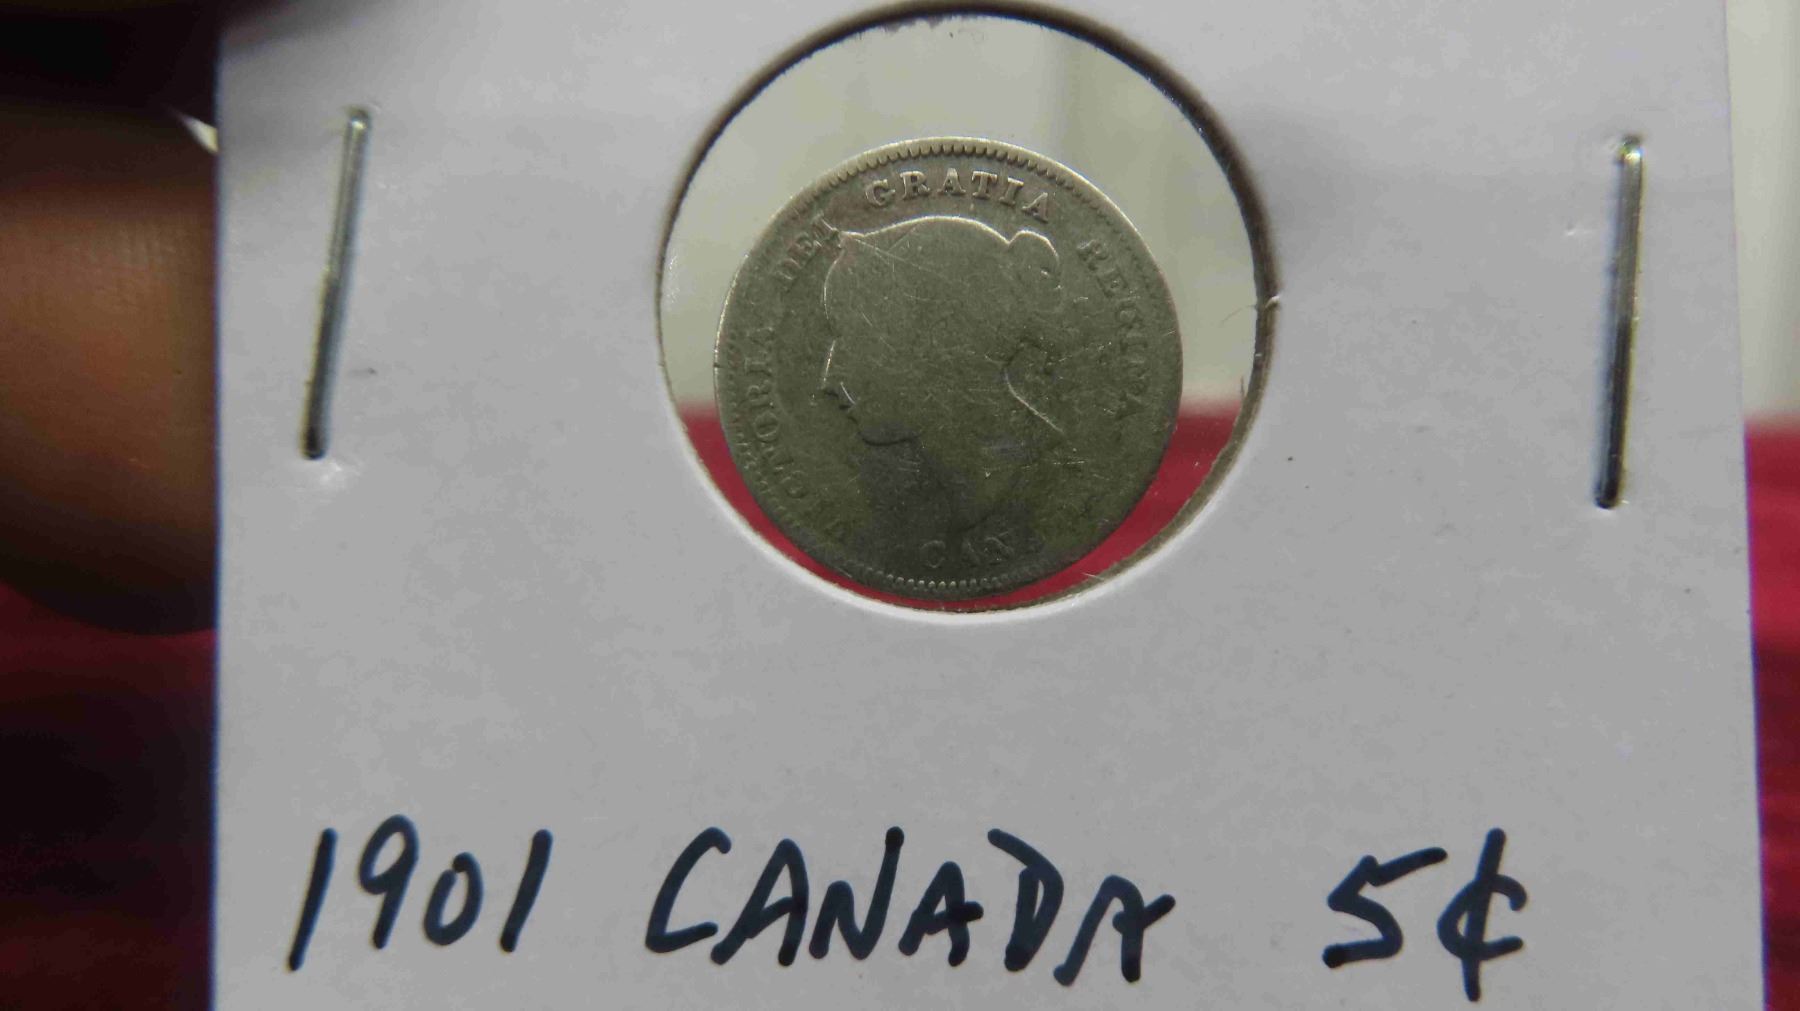 VICTORIA DEI GRATIA REGINA
CAN
1901 CANADA 5¢